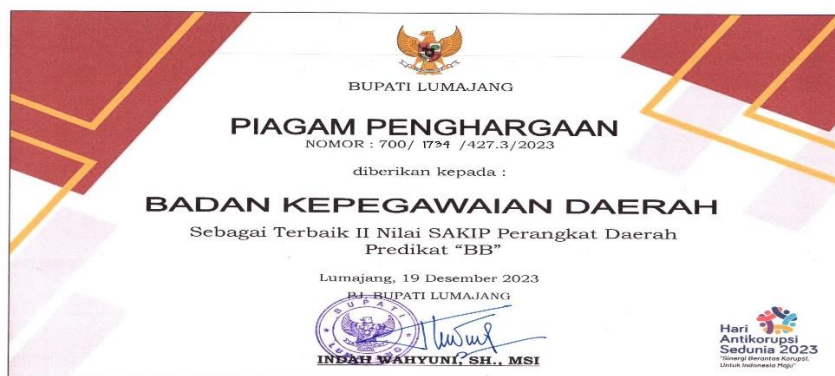 BUPATI LUMAJANG
PIAGAM PENGHARGAAN
NOMOR : 700/ 1734 /427.3/2023
diberikan kepada :
BADAN KEPEGAWAIAN DAERAH
Sebagai Terbaik II Nilai SAKIP Perangkat Daerah
Predikat “BB”
Lumajang, 19 Desember 2023
PJ. BUPATI LUMAJANG
BUPATI
LUMAJANG
INDAH WAHYUNI, SH., MSI
Hari
Antikorupsi
Sedunia 2023
"Sinergi Berantas Korupsi,
Untuk Indonesia Maju"